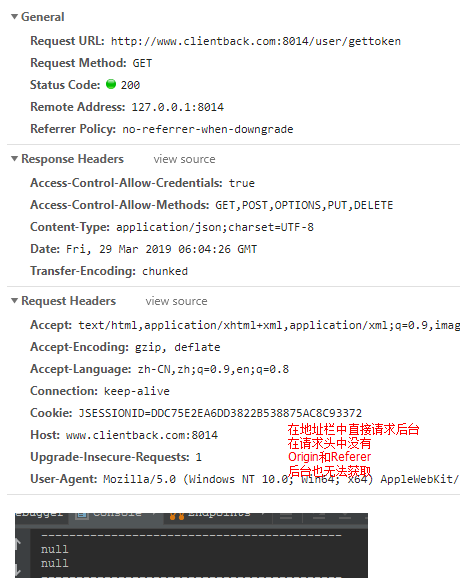 General
Request URL: http://www.clientback.com:8014/user/gettoken
Request Method: GET
Status Code: 200
Remote Address: 127.0.0.1:8014
Referrer Policy: no-referrer-when-downgrade
Response Headers view source
Access-Control-Allow-Credentials: true
Access-Control-Allow-Methods: GET,POST,OPTIONS,PUT,DELETE
Content-Type: application/json;charset=UTF-8
Date: Fri, 29 Mar 2019 06:04:26 GMT
Transfer-Encoding: chunked
Request Headers view source
Accept: text/html,application/xhtml+xml,application/xml;q=0.9,imag
Accept-Encoding: gzip, deflate
Accept-Language: zh-CN,zh;q=0.9,en;q=0.8
Connection: keep-alive
Cookie: JSESSIONID=DDC75E2EA6DD3822B538875AC8C93372
Host: www.clientback.com:8014
Upgrade-Insecure-Requests: 1
User-Agent: Mozilla/5.0 (Windows NT 10.0; Win64; x64) AppleWebKit/
在地址栏中直接请求后台
在请求头中没有
Origin和Referer
后台也无法获取
ebugger Console Endpoints
----------------------------------------
null
null